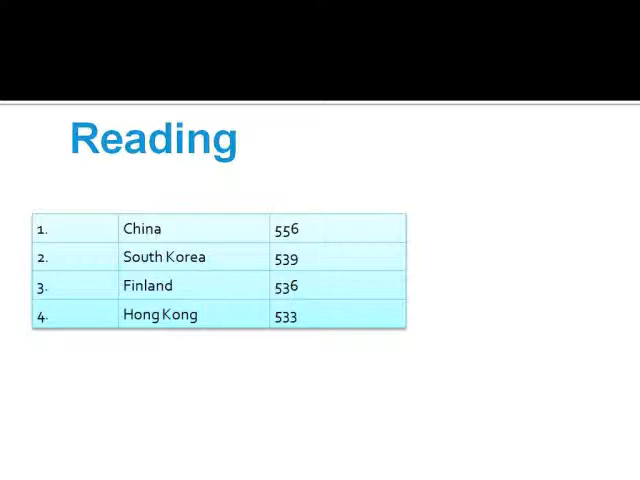 Reading
1. China 556
2. South Korea 539
3. Finland 536
4. Hong Kong 533